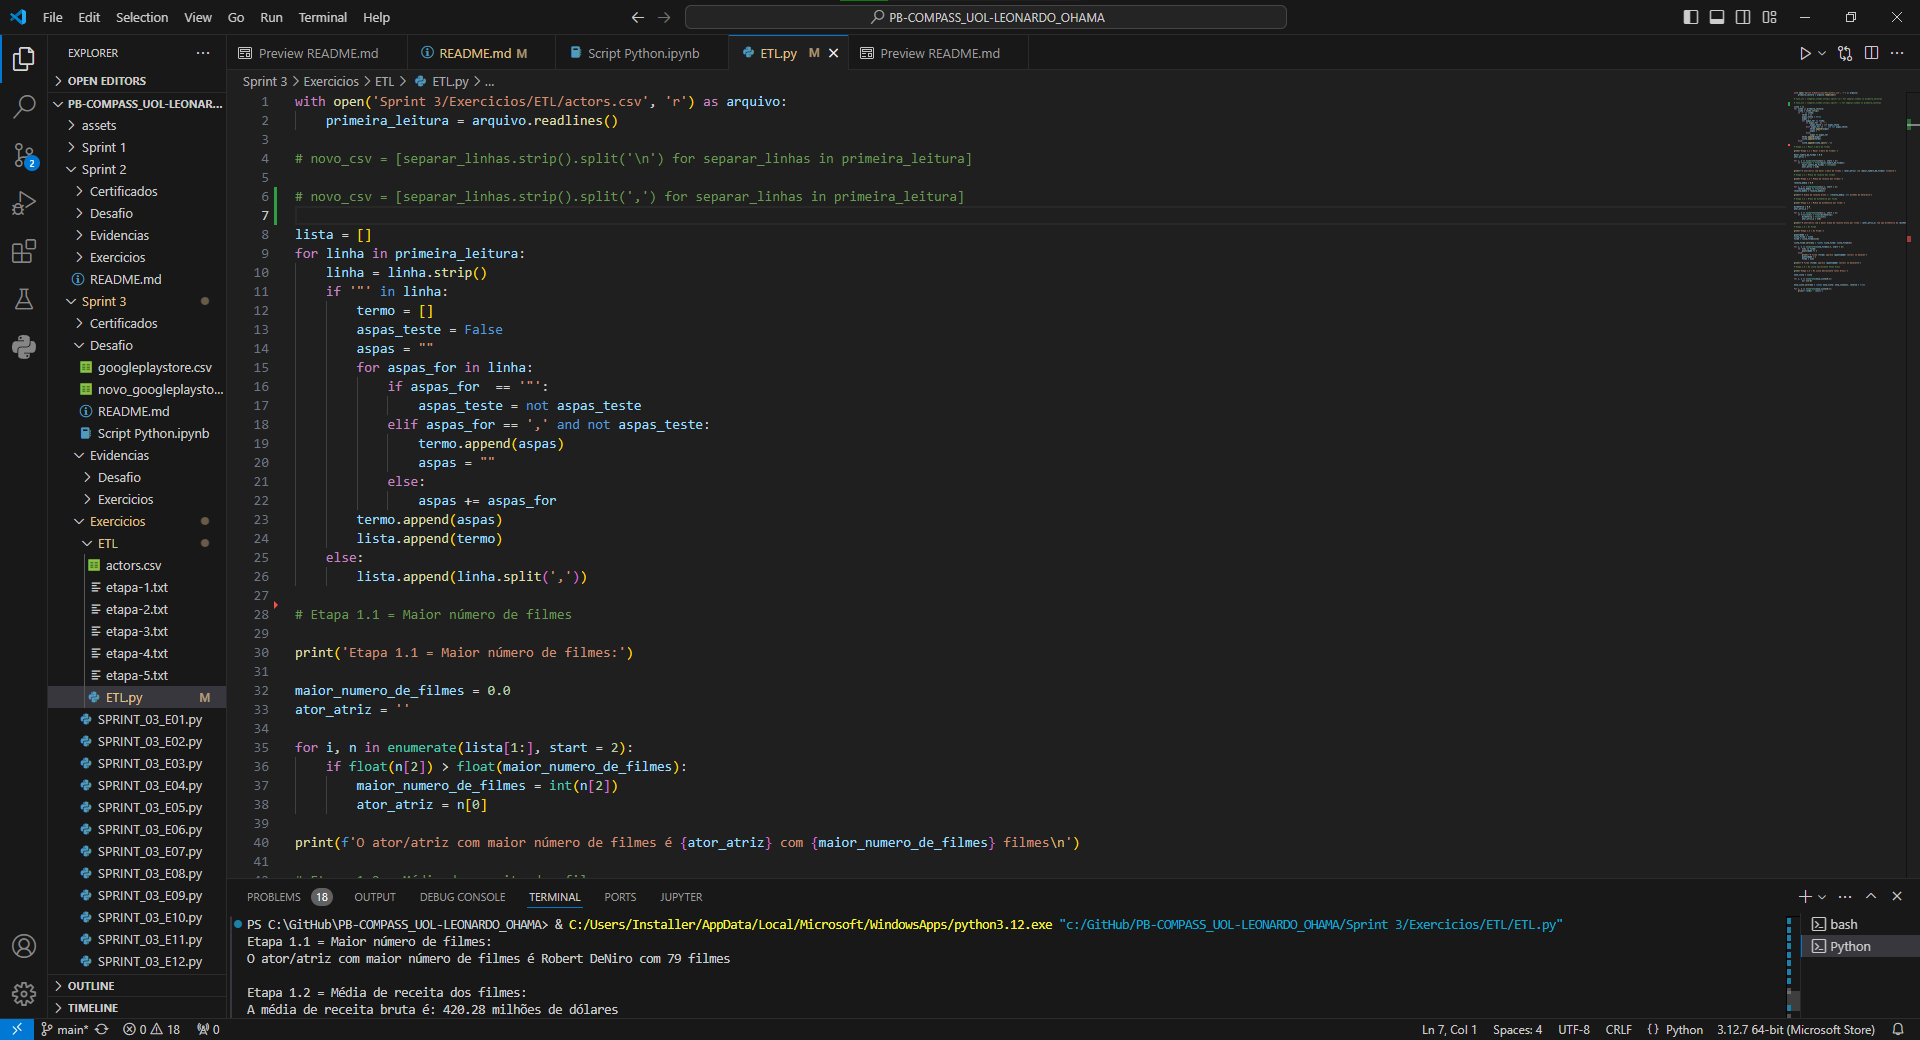 File Edit Selection View Go Run Terminal Help
PB-COMPASS_UOL-LEONARDO_OHAMA
EXPLORER
OPEN EDITORS
PB-COMPASS_UOL-LEONAR...
assets
Sprint 1
Sprint 2
Certificados
Desafio
Evidencias
Exercicios
README.md
Sprint 3
Certificados
Desafio
googleplaystore.csv
novo_googleplaysto...
README.md
Script Python.ipynb
Evidencias
Desafio
Exercicios
Exercicios
ETL
actors.csv
etapa-1.txt
etapa-2.txt
etapa-3.txt
etapa-4.txt
etapa-5.txt
ETL.py M
SPRINT_03_E01.py
SPRINT_03_E02.py
SPRINT_03_E03.py
SPRINT_03_E04.py
SPRINT_03_E05.py
SPRINT_03_E06.py
SPRINT_03_E07.py
SPRINT_03_E08.py
SPRINT_03_E09.py
SPRINT_03_E10.py
SPRINT_03_E11.py
SPRINT_03_E12.py
OUTLINE
TIMELINE
2
Preview README.md README.md M Script Python.ipynb ETL.py M Preview README.md
Sprint 3 > Exercicios > ETL > ETL.py > ...
1 with open('Sprint 3/Exercicios/ETL/actors.csv', 'r') as arquivo:
2 primeira_leitura = arquivo.readlines()
3
4 # novo_csv = [separar_linhas.strip().split('\n') for separar_linhas in primeira_leitura]
5
6 # novo_csv = [separar_linhas.strip().split(',') for separar_linhas in primeira_leitura]
7
8 lista = []
9 for linha in primeira_leitura:
10 linha = linha.strip()
11 if '"' in linha:
12 termo = []
13 aspas_teste = False
14 aspas = ""
15 for aspas_for in linha:
16 if aspas_for  == '"':
17 aspas_teste = not aspas_teste
18 elif aspas_for == ',' and not aspas_teste:
19 termo.append(aspas)
20 aspas = ""
21 else:
22 aspas += aspas_for
23 termo.append(aspas)
24 lista.append(termo)
25 else:
26 lista.append(linha.split(','))
27
28 # Etapa 1.1 = Maior número de filmes
29
30 print('Etapa 1.1 = Maior número de filmes:')
31
32 maior_numero_de_filmes = 0.0
33 ator_atriz = ''
34
35 for i, n in enumerate(lista[1:], start = 2):
36 if float(n[2]) > float(maior_numero_de_filmes):
37 maior_numero_de_filmes = int(n[2])
38 ator_atriz = n[0]
39
40 print(f'O ator/atriz com maior número de filmes é {ator_atriz} com {maior_numero_de_filmes} filmes\n')
41
PROBLEMS 18 OUTPUT DEBUG CONSOLE TERMINAL PORTS JUPYTER
PS C:\GitHub\PB-COMPASS_UOL-LEONARDO_OHAMA> & C:/Users/Installer/AppData/Local/Microsoft/WindowsApps/python3.12.exe "c:/GitHub/PB-COMPASS_UOL-LEONARDO_OHAMA/Sprint 3/Exercicios/ETL/ETL.py"
Etapa 1.1 = Maior número de filmes:
O ator/atriz com maior número de filmes é Robert DeNiro com 79 filmes
Etapa 1.2 = Média de receita dos filmes:
A média de receita bruta é: 420.28 milhões de dólares
bash
Python
main* 0 18 0 Ln 7, Col 1 Spaces: 4 UTF-8 CRLF {} Python 3.12.7 64-bit (Microsoft Store)